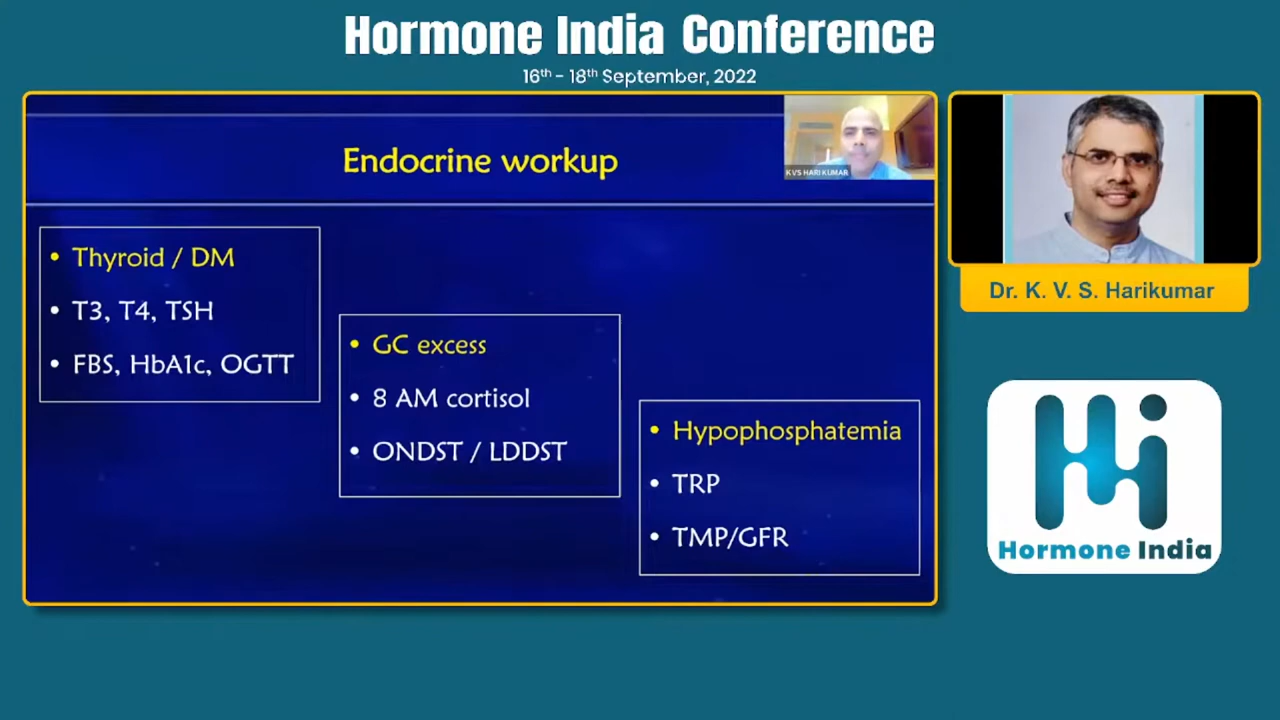 Hormone India Conference
16th - 18th September, 2022
Endocrine workup
K V S HARI KUMAR
• Thyroid / DM
• T3, T4, TSH
• FBS, HbA1c, OGTT
• GC excess
• 8 AM cortisol
• ONDST / LDDST
• Hypophosphatemia
• TRP
• TMP/GFR
Dr. K. V. S. Harikumar
Hormone India